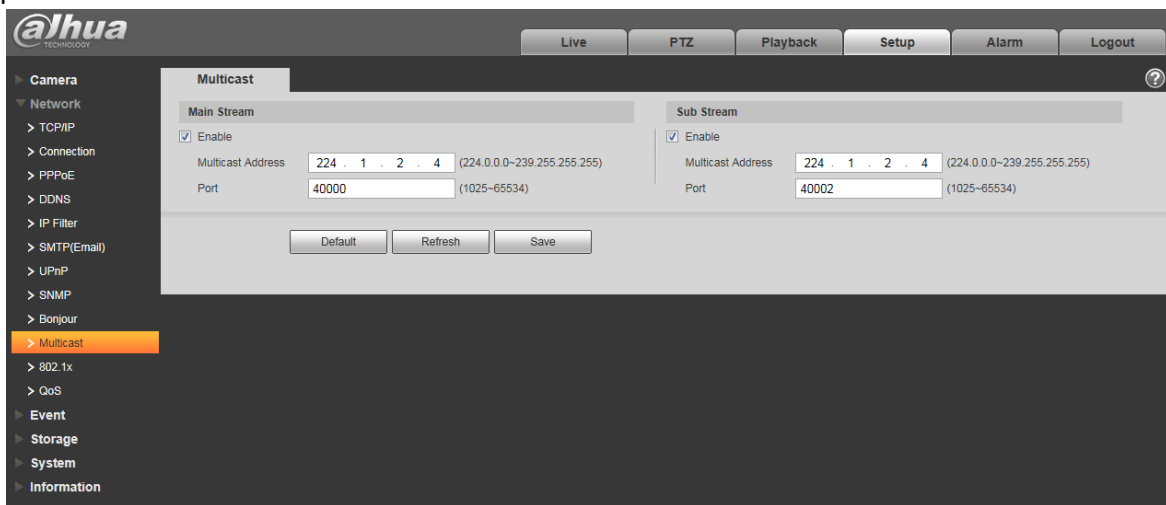 alhua
TECHNOLOGY
Live PTZ Playback Setup Alarm Logout
Camera
Network
> TCP/IP
> Connection
> PPPoE
> DDNS
> IP Filter
> SMTP(Email)
> UPnP
> SNMP
> Bonjour
> Multicast
> 802.1x
> QoS
Event
Storage
System
Information
Multicast
?
Main Stream
Enable
Multicast Address 224 . 1 . 2 . 4 (224.0.0.0~239.255.255.255)
Port 40000 (1025~65534)
Sub Stream
Enable
Multicast Address 224 . 1 . 2 . 4 (224.0.0.0~239.255.255.255)
Port 40002 (1025~65534)
Default Refresh Save